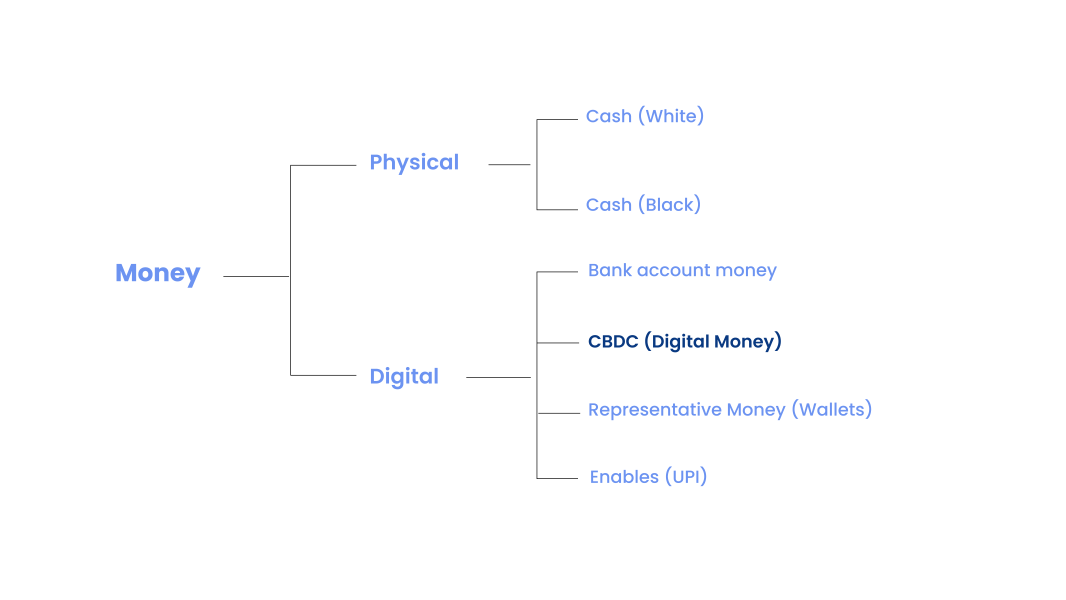 Money
Physical
Cash (White)
Cash (Black)
Digital
Bank account money
CBDC (Digital Money)
Representative Money (Wallets)
Enables (UPI)